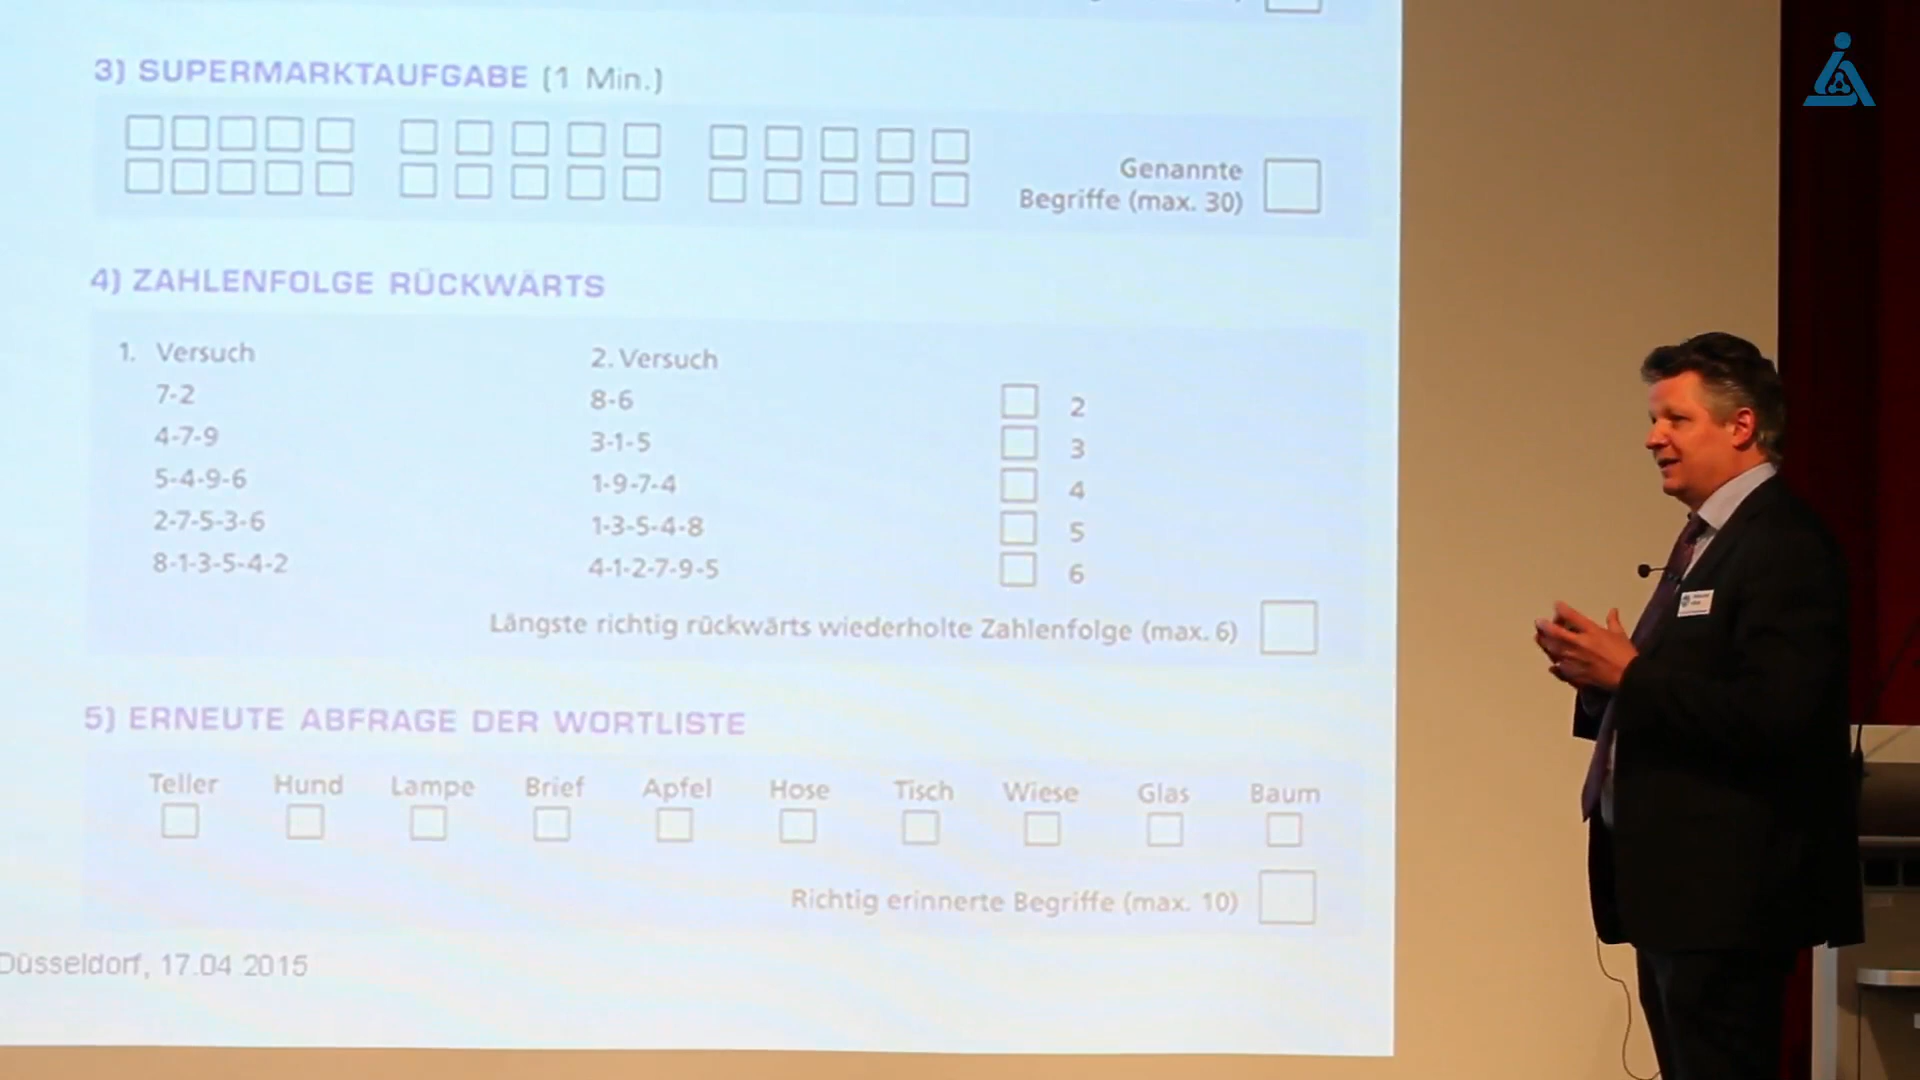 3) SUPERMARKTAUFGABE (1 Min.)
Genannte
Begriffe (max. 30)
4) ZAHLENFOLGE RÜCKWÄRTS
1. Versuch 2. Versuch
7-2 8-6 2
4-7-9 3-1-5 3
5-4-9-6 1-9-7-4 4
2-7-5-3-6 1-3-5-4-8 5
8-1-3-5-4-2 4-1-2-7-9-5 6
Längste richtig rückwärts wiederholte Zahlenfolge (max. 6)
5) ERNEUTE ABFRAGE DER WORTLISTE
Teller Hund Lampe Brief Apfel Hose Tisch Wiese Glas Baum
Richtig erinnerte Begriffe (max. 10)
Düsseldorf, 17.04 2015